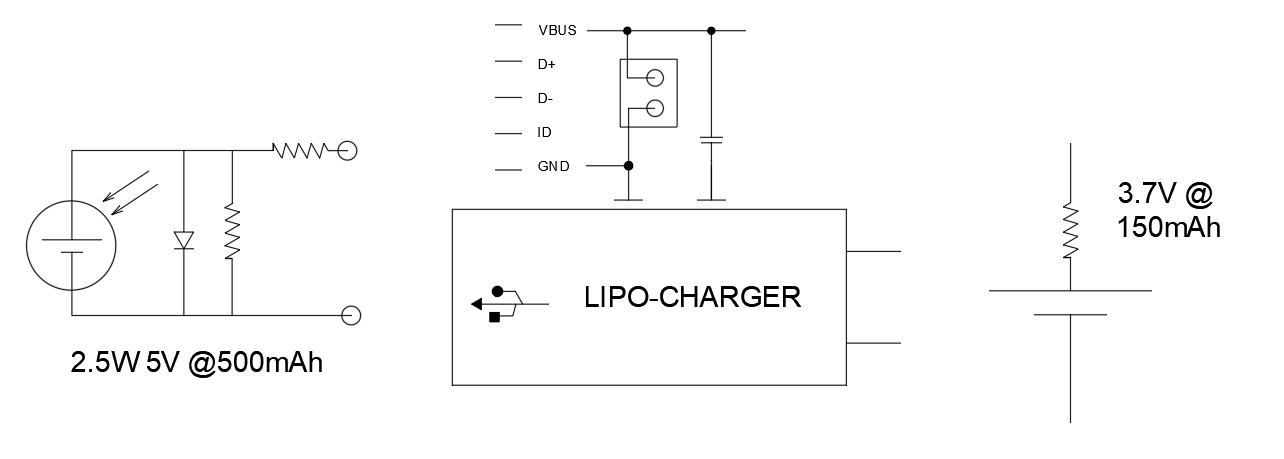 VBUS
D+
D-
ID
GND
2.5W 5V @500mAh
LIPO-CHARGER
3.7V @
150mAh